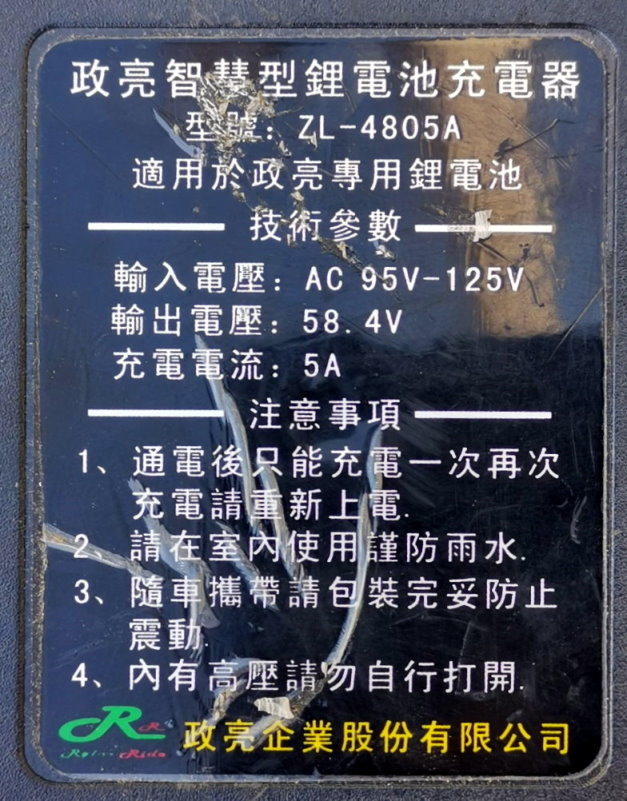 政亮智慧型鋰電池充電器
型號：ZL-4805A
適用於政亮專用鋰電池
技術參數
輸入電壓：AC 95V-125V
輸出電壓：58.4V
充電電流：5A
注意事項
1、通電後只能充電一次再次
充電請重新上電.
2、請在室內使用謹防雨水.
3、隨車攜帶請包裝完妥防止
震動.
4、內有高壓請勿自行打開.
R R
Ride
政亮企業股份有限公司